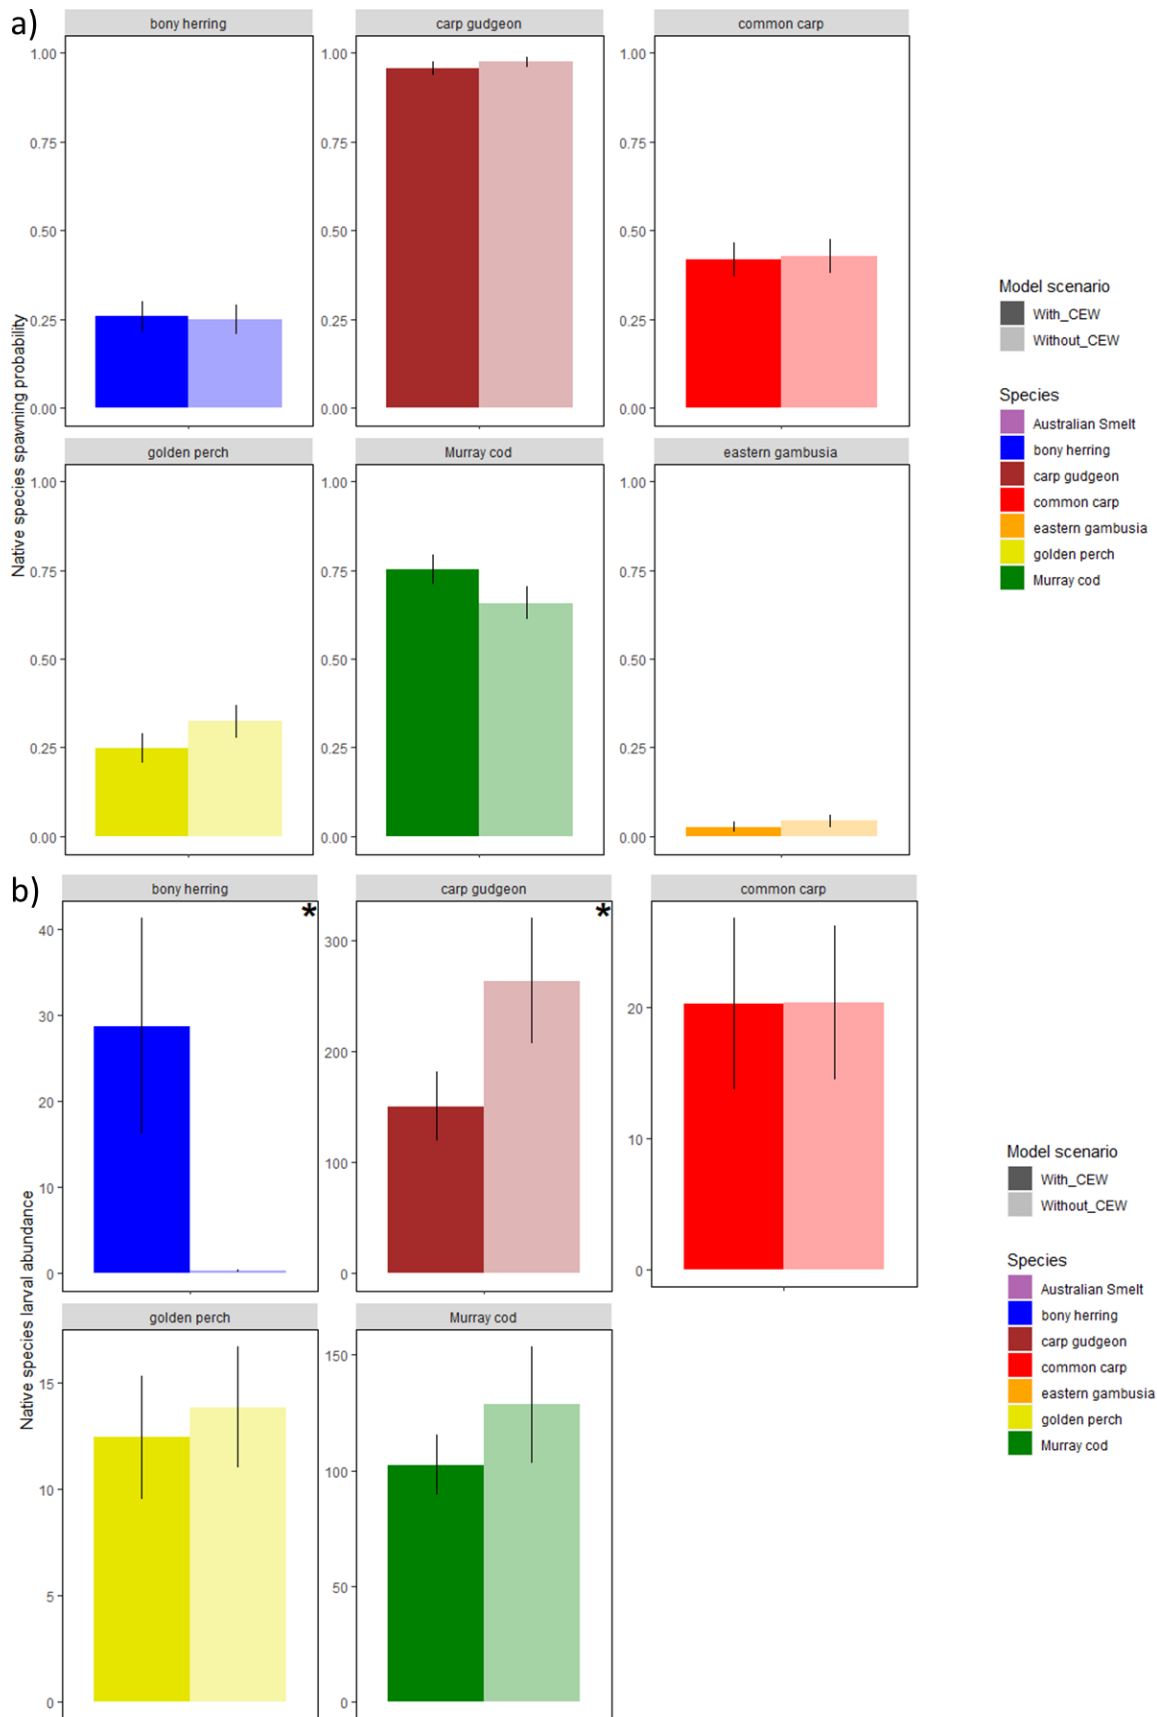 a)
bony herring
carp gudgeon
common carp
1.00
0.75
0.50
0.25
0.00
1.00
0.75
0.50
0.25
0.00
1.00
0.75
0.50
0.25
0.00
golden perch
Murray cod
eastern gambusia
1.00
0.75
0.50
0.25
0.00
1.00
0.75
0.50
0.25
0.00
1.00
0.75
0.50
0.25
0.00
Native species spawning probability
Model scenario
With_CEW
Without_CEW
Species
Australian Smelt
bony herring
carp gudgeon
common carp
eastern gambusia
golden perch
Murray cod
b)
bony herring
carp gudgeon
common carp
*
*
40
30
20
10
0
300
200
100
0
20
10
0
golden perch
Murray cod
15
10
5
0
150
100
50
0
Native species larval abundance
Model scenario
With_CEW
Without_CEW
Species
Australian Smelt
bony herring
carp gudgeon
common carp
eastern gambusia
golden perch
Murray cod